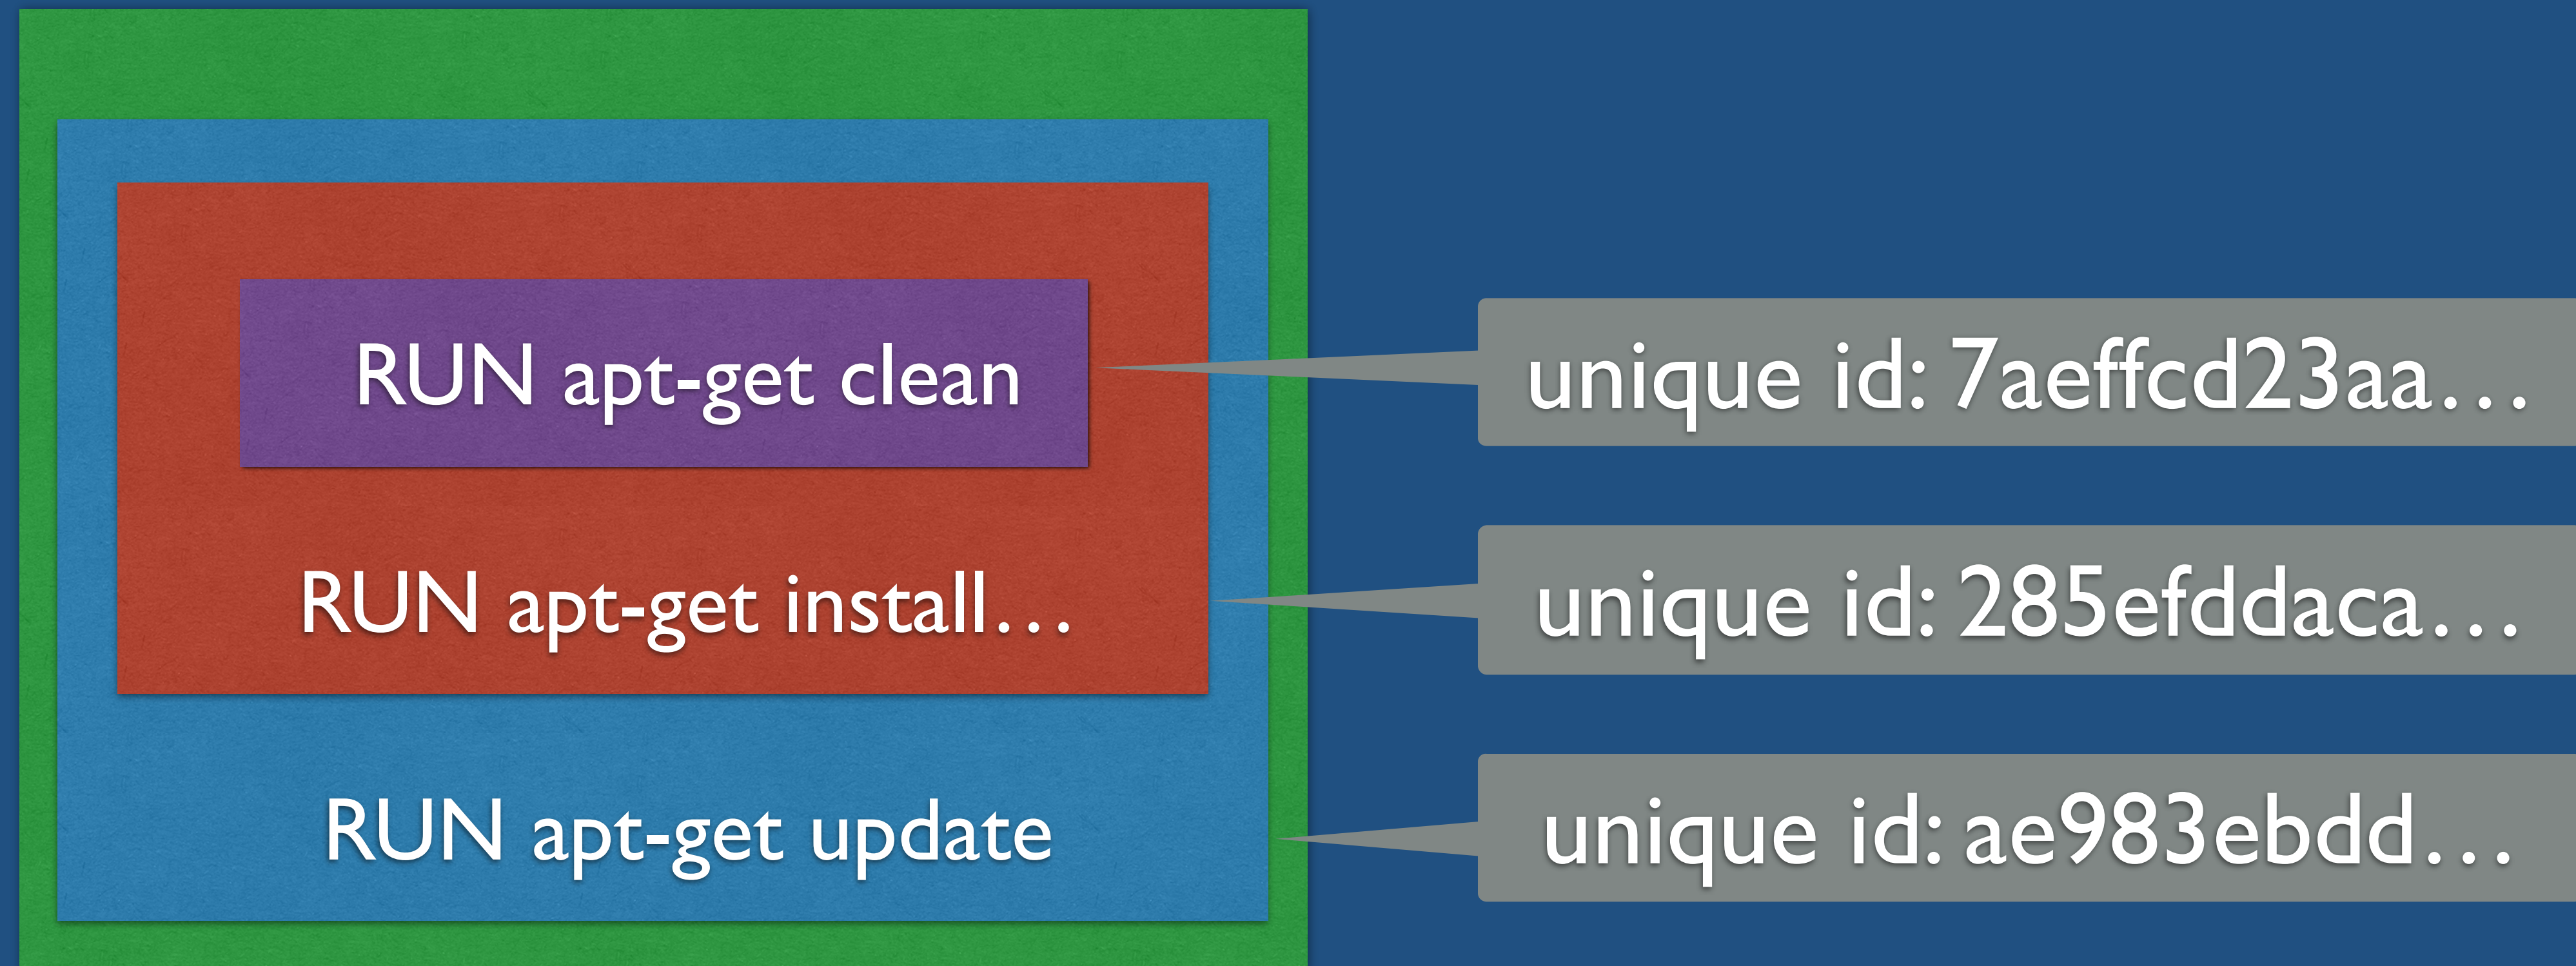 RUN apt-get clean
unique id: 7aeffcd23aa…
RUN apt-get install…
unique id: 285efddaca…
RUN apt-get update
unique id: ae983ebdd…